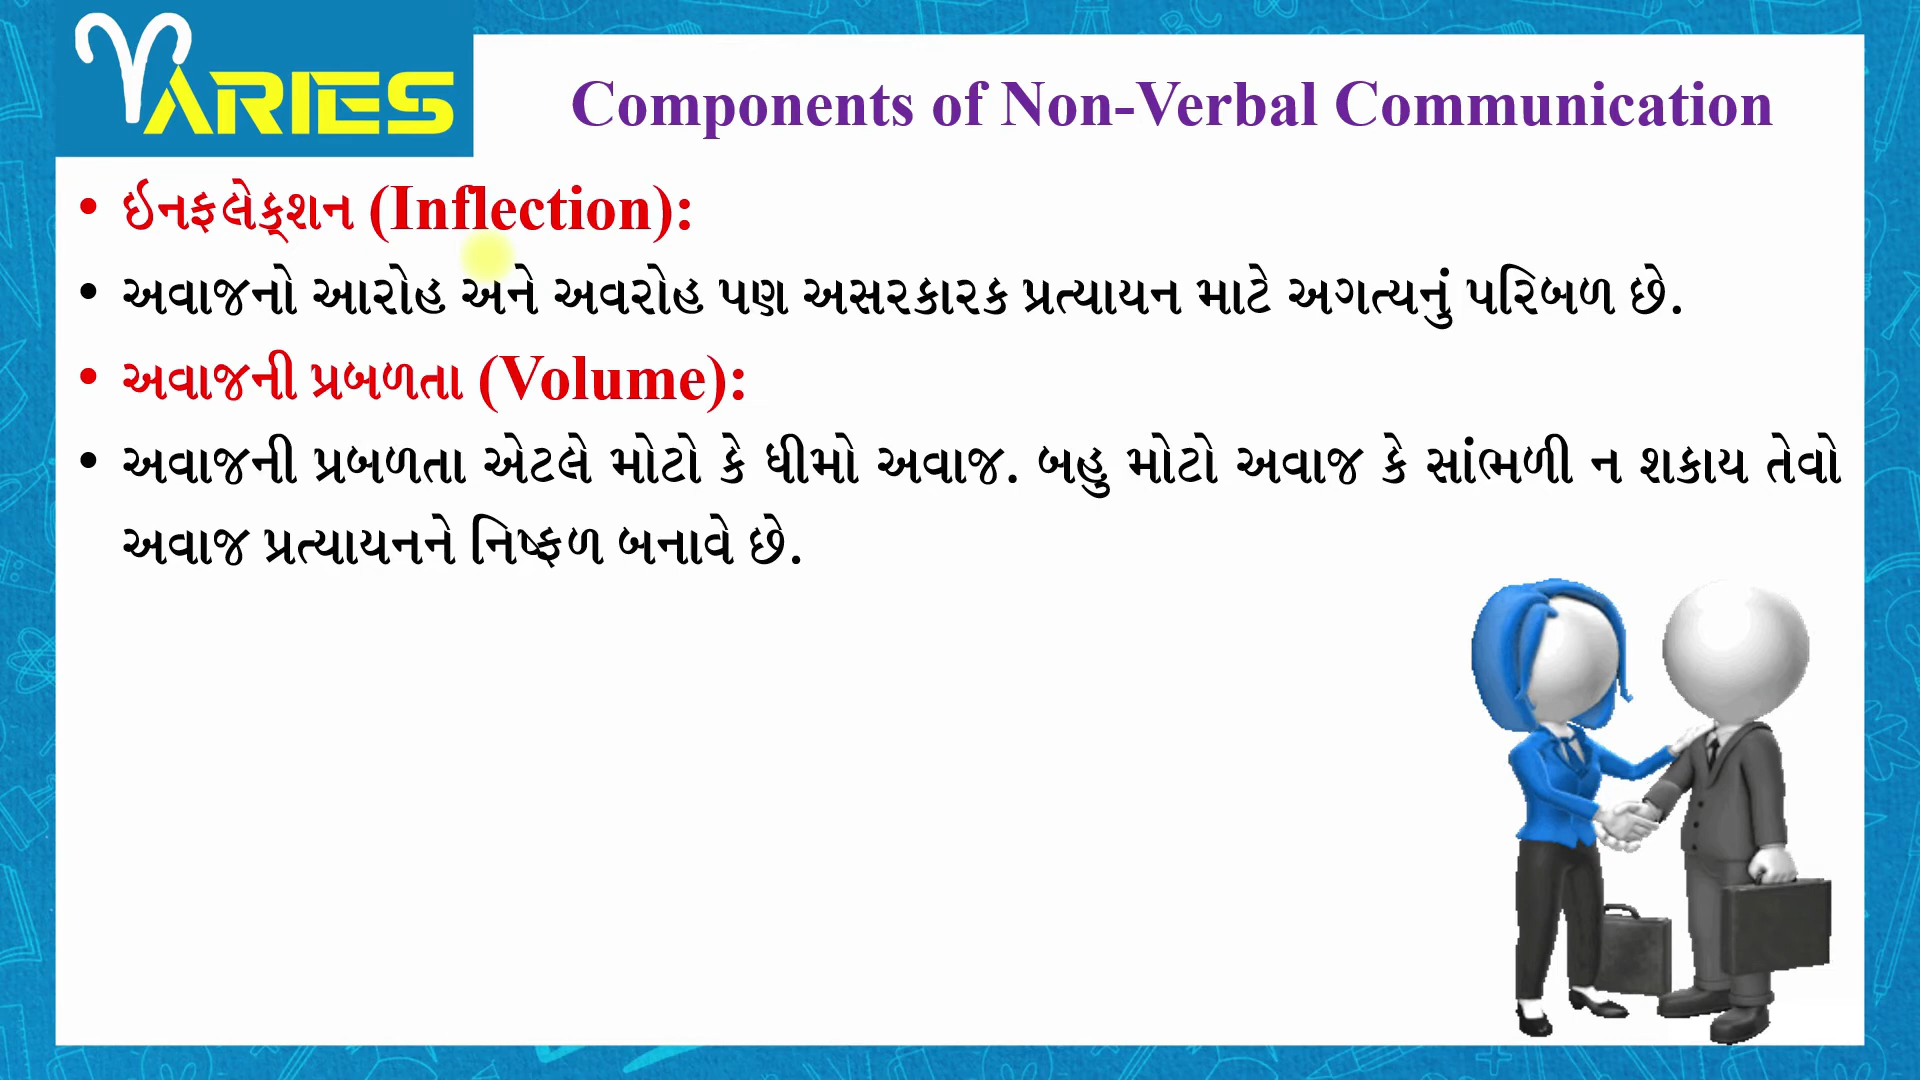 ARIES
Components of Non-Verbal Communication
• ઇનફલેક્શન (Inflection):
• અવાજનો આરોહ અને અવરોહ પણ અસરકારક પ્રત્યાયન માટે અગત્યનું પરિબળ છે.
• અવાજની પ્રબળતા (Volume):
• અવાજની પ્રબળતા એટલે મોટો કે ધીમો અવાજ. બહુ મોટો અવાજ કે સાંભળી ન શકાય તેવો
અવાજ પ્રત્યાયનને નિષ્ફળ બનાવે છે.